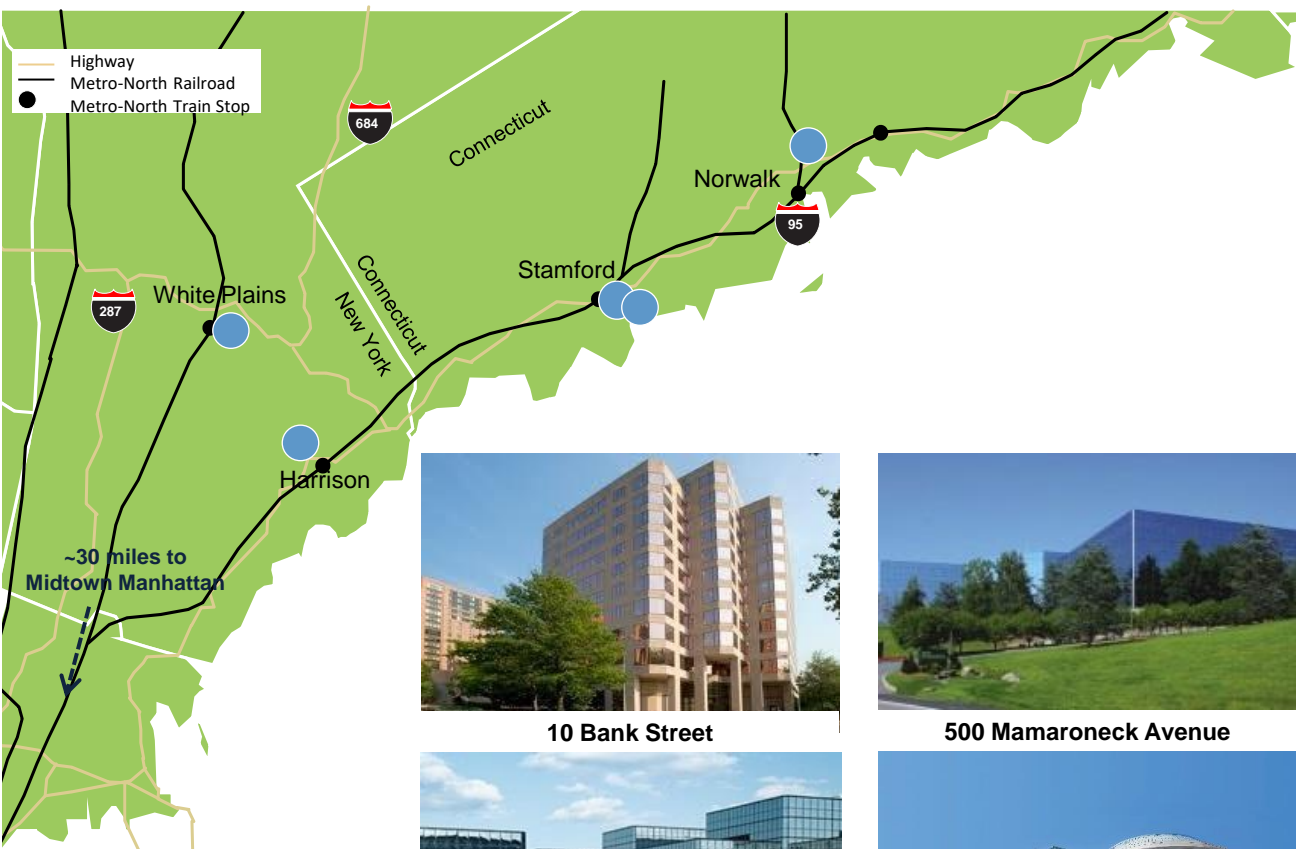 Highway
Metro-North Railroad
Metro-North Train Stop
684
Connecticut
Norwalk
95
Stamford
Connecticut
New York
White Plains
287
Harrison
~30 miles to
Midtown Manhattan
10 Bank Street
500 Mamaroneck Avenue